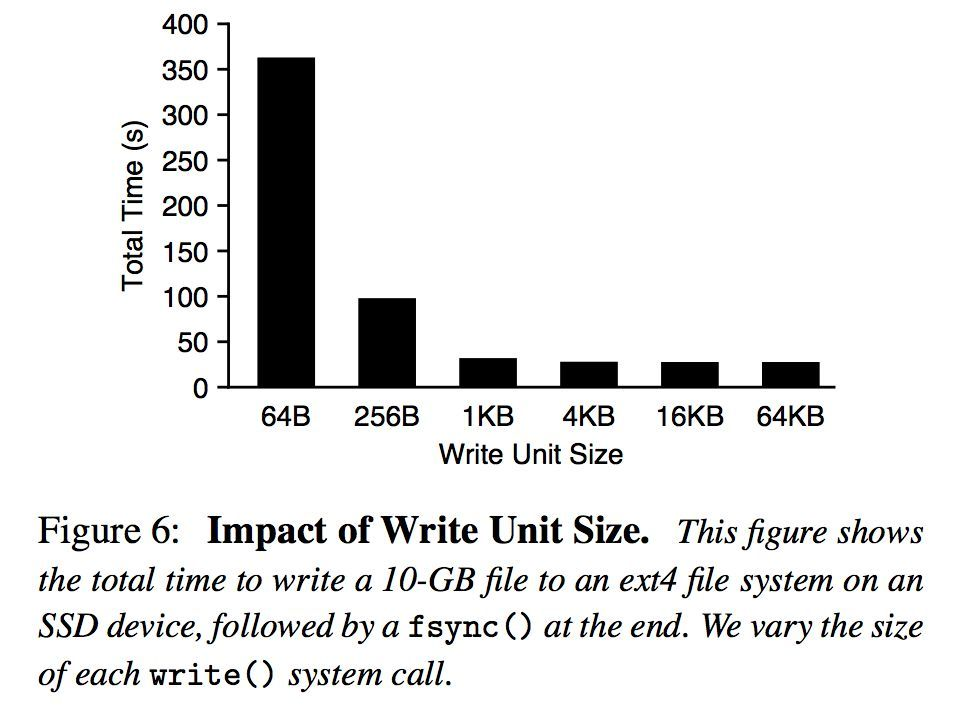 400
350
300
250
200
150
100
50
0
Total Time (s)
64B 256B 1KB 4KB 16KB 64KB
Write Unit Size
Figure 6: Impact of Write Unit Size. This figure shows
the total time to write a 10-GB file to an ext4 file system on an
SSD device, followed by a fsync() at the end. We vary the size
of each write() system call.